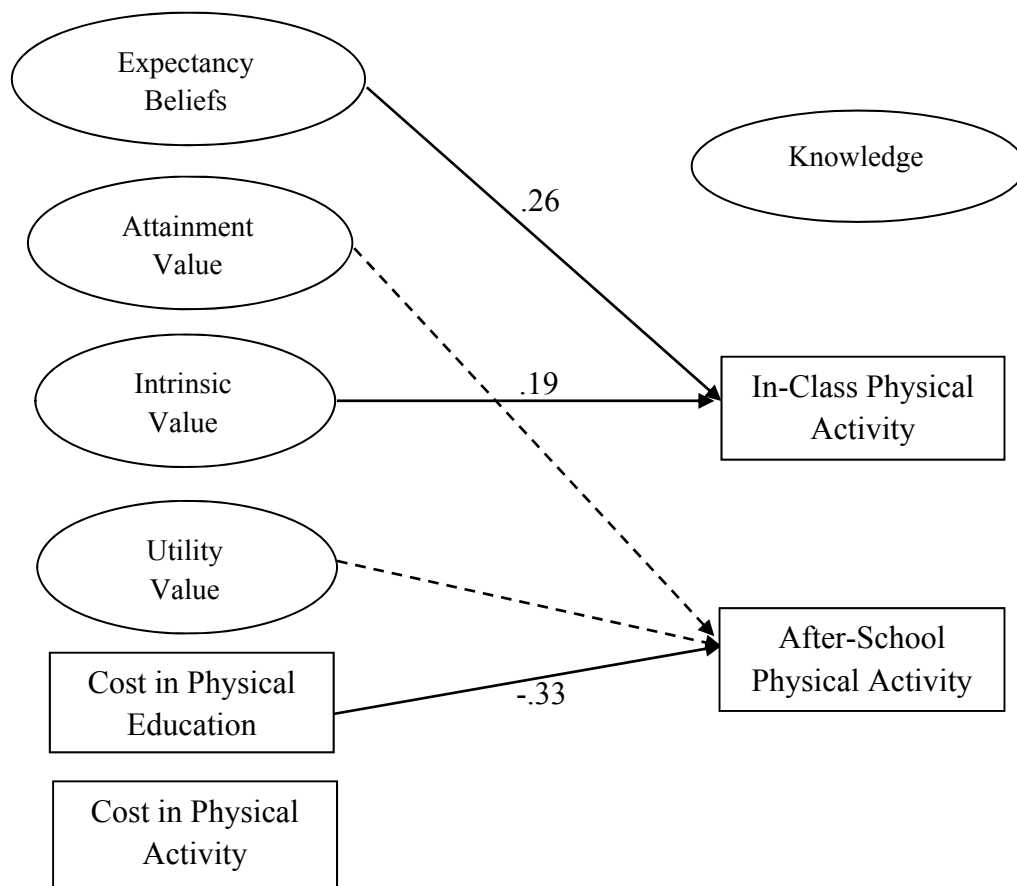 Expectancy
Beliefs
Knowledge
.26
Attainment
Value
Intrinsic
Value
.19
In-Class Physical
Activity
Utility
Value
After-School
Physical Activity
Cost in Physical
Education
-.33
Cost in Physical
Activity